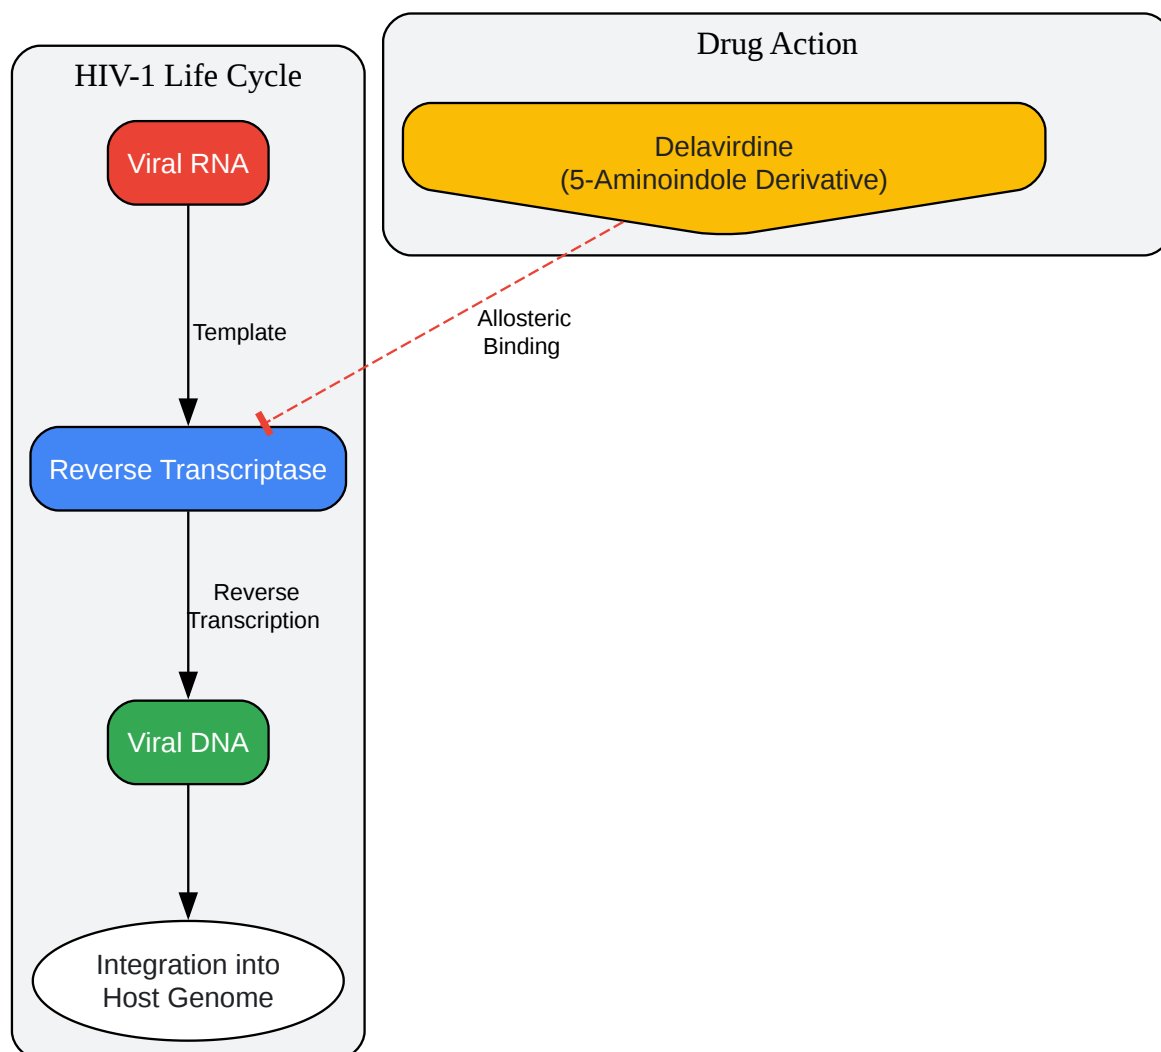 HIV-1 Life Cycle
Viral RNA
Template
Reverse Transcriptase
Reverse
Transcription
Viral DNA
Integration into
Host Genome
Drug Action
Delavirdine
(5-Aminoindole Derivative)
Allosteric
Binding